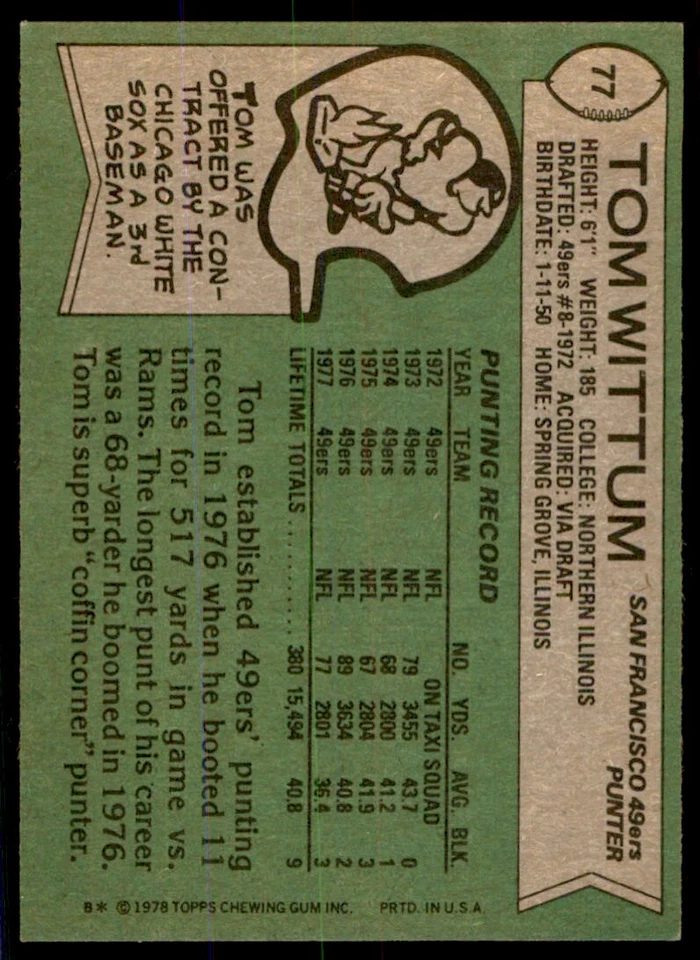 77
TOM WITTUM
SAN FRANCISCO 49ers
PUNTER
HEIGHT: 6'1" WEIGHT: 185 COLLEGE: NORTHERN ILLINOIS
DRAFTED: 49ers #8-1972 ACQUIRED: VIA DRAFT
BIRTHDATE: 1-11-50 HOME: SPRING GROVE, ILLINOIS
TOM WAS
OFFERED A CON-
TRACT BY THE
CHICAGO WHITE
SOX AS A 3rd
BASEMAN.
PUNTING RECORD
YEAR TEAM NO. YDS. AVG. BLK.
1972 49ers NFL ON TAXI SQUAD
1973 49ers NFL 79 3455 43.7 0
1974 49ers NFL 68 2800 41.2 1
1975 49ers NFL 67 2804 41.9 3
1976 49ers NFL 89 3634 40.8 2
1977 49ers NFL 77 2801 36.4 3
LIFETIME TOTALS ........... 380 15,494 40.8 9
Tom established 49ers' punting
record in 1976 when he booted 11
times for 517 yards in game vs.
Rams. The longest punt of his career
was a 68-yarder he boomed in 1976.
Tom is superb "coffin corner" punter.
B* © 1978 TOPPS CHEWING GUM INC. PRTD. IN U.S.A.